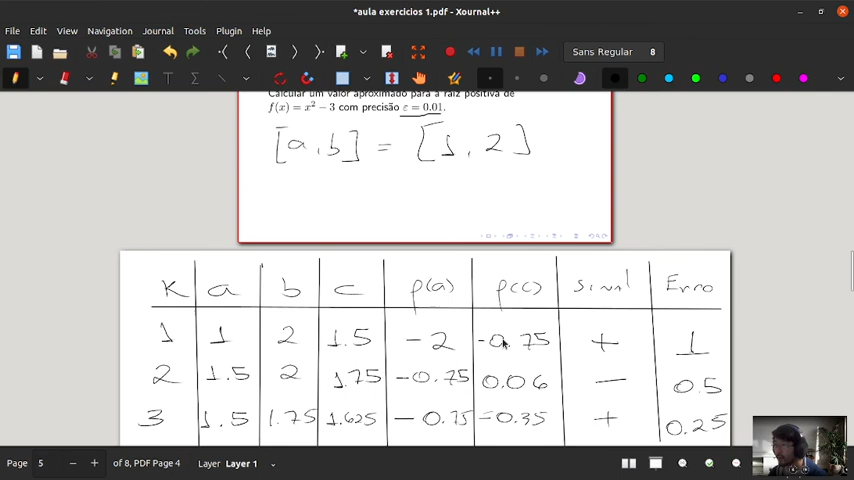 *aula exercicios 1.pdf - Xournal++
File Edit View Navigation Journal Tools Plugin Help
Sans Regular 8
Calcular um valor aproximado para a raiz positiva de
f(x) = x² − 3 com precisão ε = 0.01.
[a,b] = [1, 2]
K a b c p(a) p(c) sinal Erro
1 1 2 1.5 -2 -0.75 + 1
2 1.5 2 1.75 -0.75 0.06 - 0.5
3 1.5 1.75 1.625 -0.75 -0.35 + 0.25
Page 5 of 8, PDF Page 4 Layer Layer 1